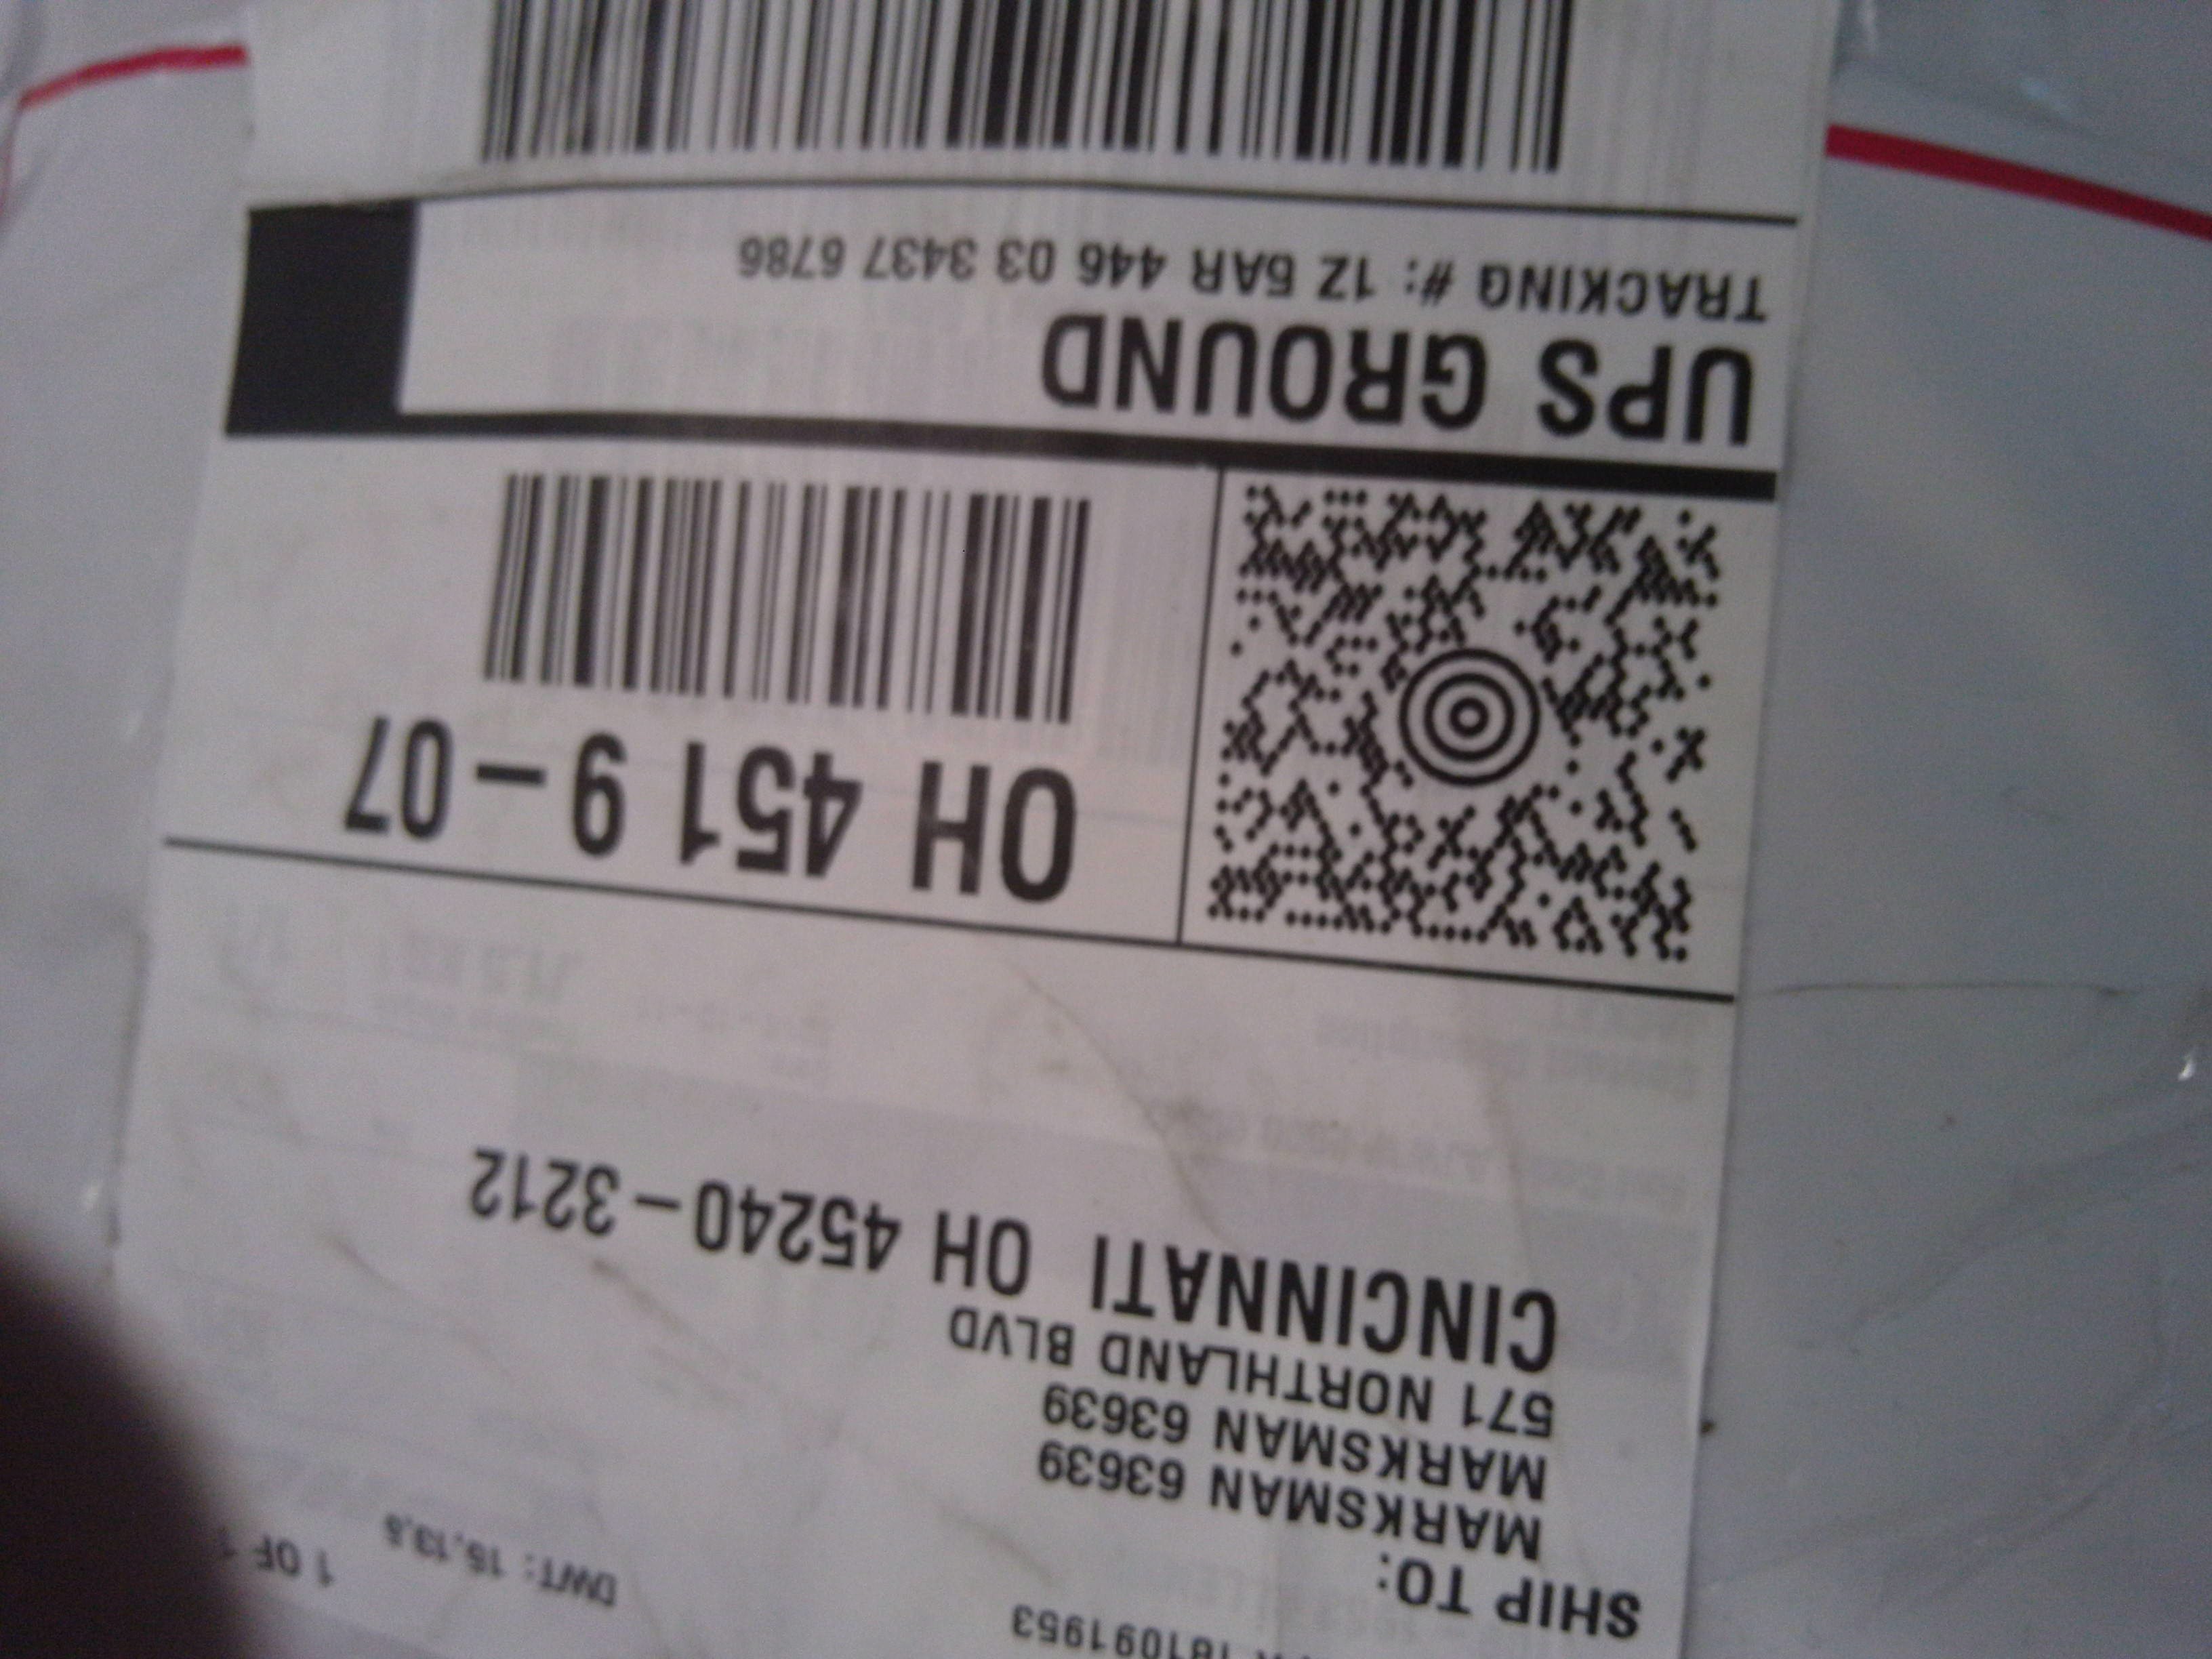 1 OF
DWT: 15,13,5
SHIP TO:
MARKSMAN 63639
MARKSMAN 63639
571 NORTHLAND BLVD
CINCINNATI OH 45240-3212
OH 451 9-07
UPS GROUND
TRACKING #: 1Z 5AR 446 03 3437 6786